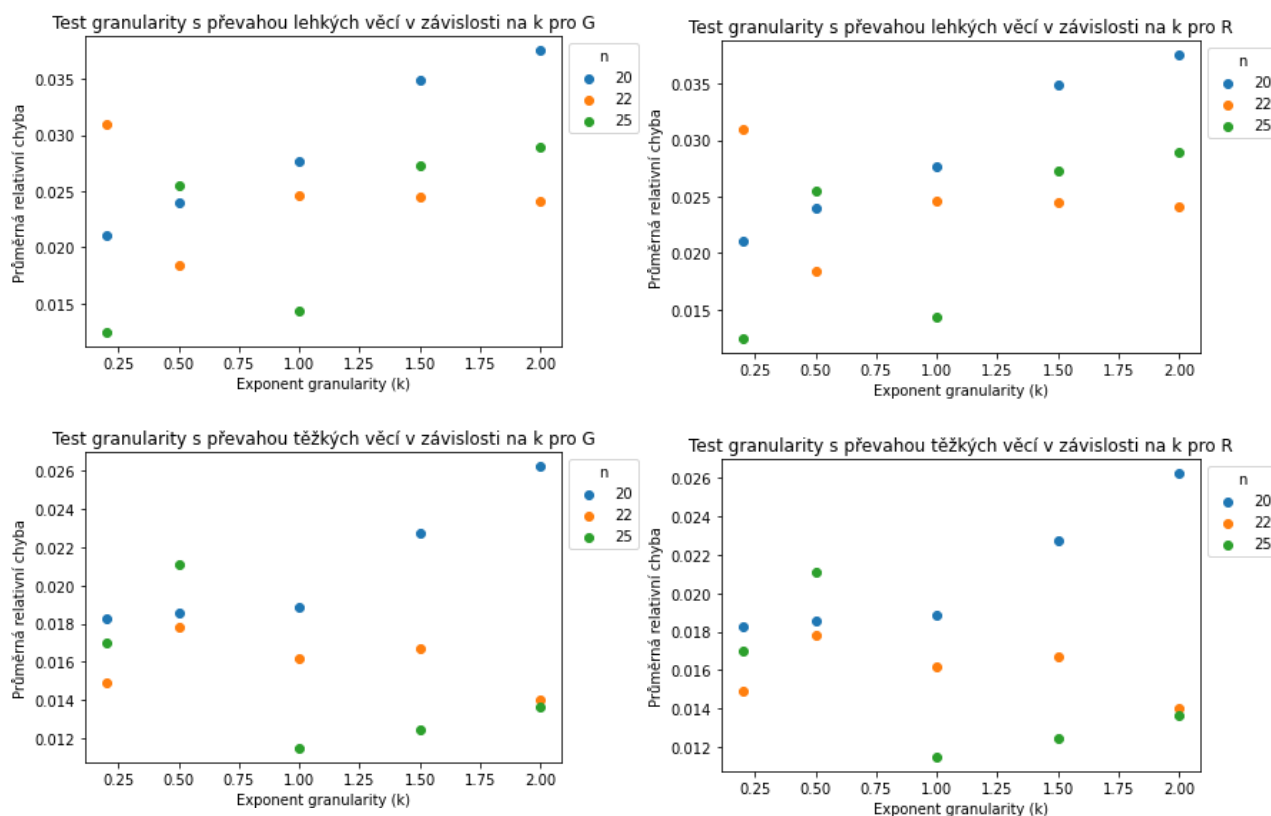 Test granularity s převahou lehkých věcí v závislosti na k pro G
Průměrná relativní chyba
0.035
0.030
0.025
0.020
0.015
0.25 0.50 0.75 1.00 1.25 1.50 1.75 2.00
Exponent granularity (k)
n
20
22
25
Test granularity s převahou lehkých věcí v závislosti na k pro R
Průměrná relativní chyba
0.035
0.030
0.025
0.020
0.015
0.25 0.50 0.75 1.00 1.25 1.50 1.75 2.00
Exponent granularity (k)
n
20
22
25
Test granularity s převahou těžkých věcí v závislosti na k pro G
Průměrná relativní chyba
0.026
0.024
0.022
0.020
0.018
0.016
0.014
0.012
0.25 0.50 0.75 1.00 1.25 1.50 1.75 2.00
Exponent granularity (k)
n
20
22
25
Test granularity s převahou těžkých věcí v závislosti na k pro R
Průměrná relativní chyba
0.026
0.024
0.022
0.020
0.018
0.016
0.014
0.012
0.25 0.50 0.75 1.00 1.25 1.50 1.75 2.00
Exponent granularity (k)
n
20
22
25